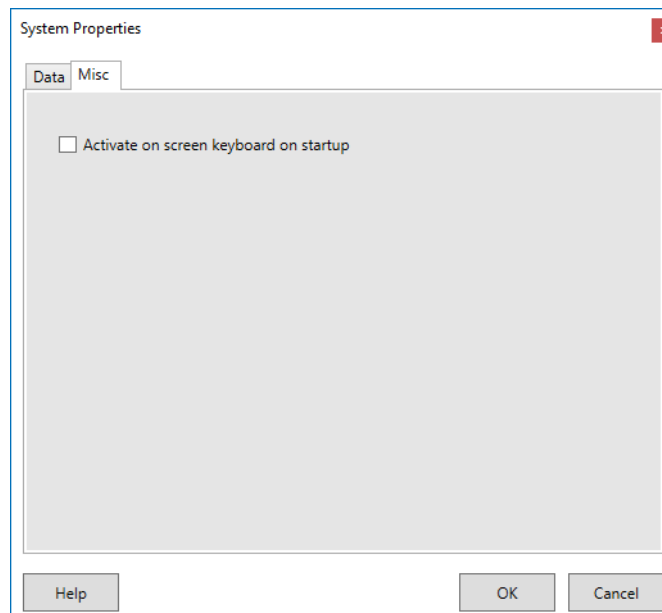 System Properties
Data Misc
Activate on screen keyboard on startup
Help OK Cancel